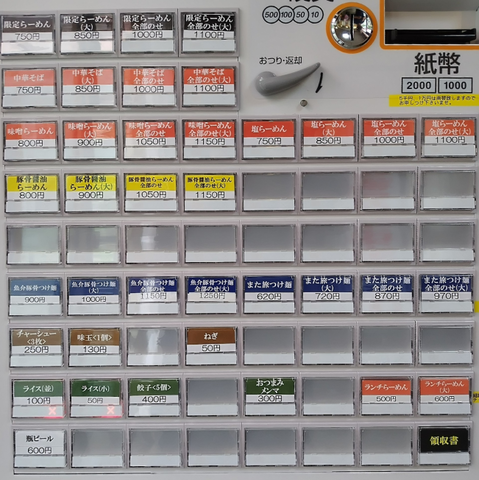 500 100 50 10
おつり・返却
紙幣
2000 1000
限定らーめん
750円
限定らーめん
(大)
850円
限定らーめん
全部のせ
1000円
限定らーめん
全部のせ(大)
1100円
中華そば
750円
中華そば
(大)
850円
中華そば
全部のせ
1000円
中華そば
全部のせ(大)
1100円
味噌らーめん
800円
味噌らーめん
(大)
900円
味噌らーめん
全部のせ
1050円
味噌らーめん
全部のせ(大)
1150円
塩らーめん
750円
塩らーめん
(大)
850円
塩らーめん
全部のせ
1000円
塩らーめん
全部のせ(大)
1100円
豚骨醤油
らーめん
800円
豚骨醤油
らーめん(大)
900円
豚骨醤油らーめん
全部のせ
1050円
豚骨醤油らーめん
全部のせ(大)
1150円
魚介豚骨つけ麺
900円
魚介豚骨つけ麺
(大)
1000円
魚介豚骨つけ麺
全部のせ
1150円
魚介豚骨つけ麺
全部のせ(大)
1250円
また旅つけ麺
620円
また旅つけ麺
(大)
720円
また旅つけ麺
全部のせ
870円
また旅つけ麺
全部のせ(大)
970円
チャーシュー
<3枚>
250円
味玉<1個>
130円
ねぎ
50円
ライス(並)
100円
ライス(小)
50円
餃子<5個>
400円
おつまみ
メンマ
300円
ランチらーめん
500円
ランチらーめん
(大)
600円
瓶ビール
600円
領収書